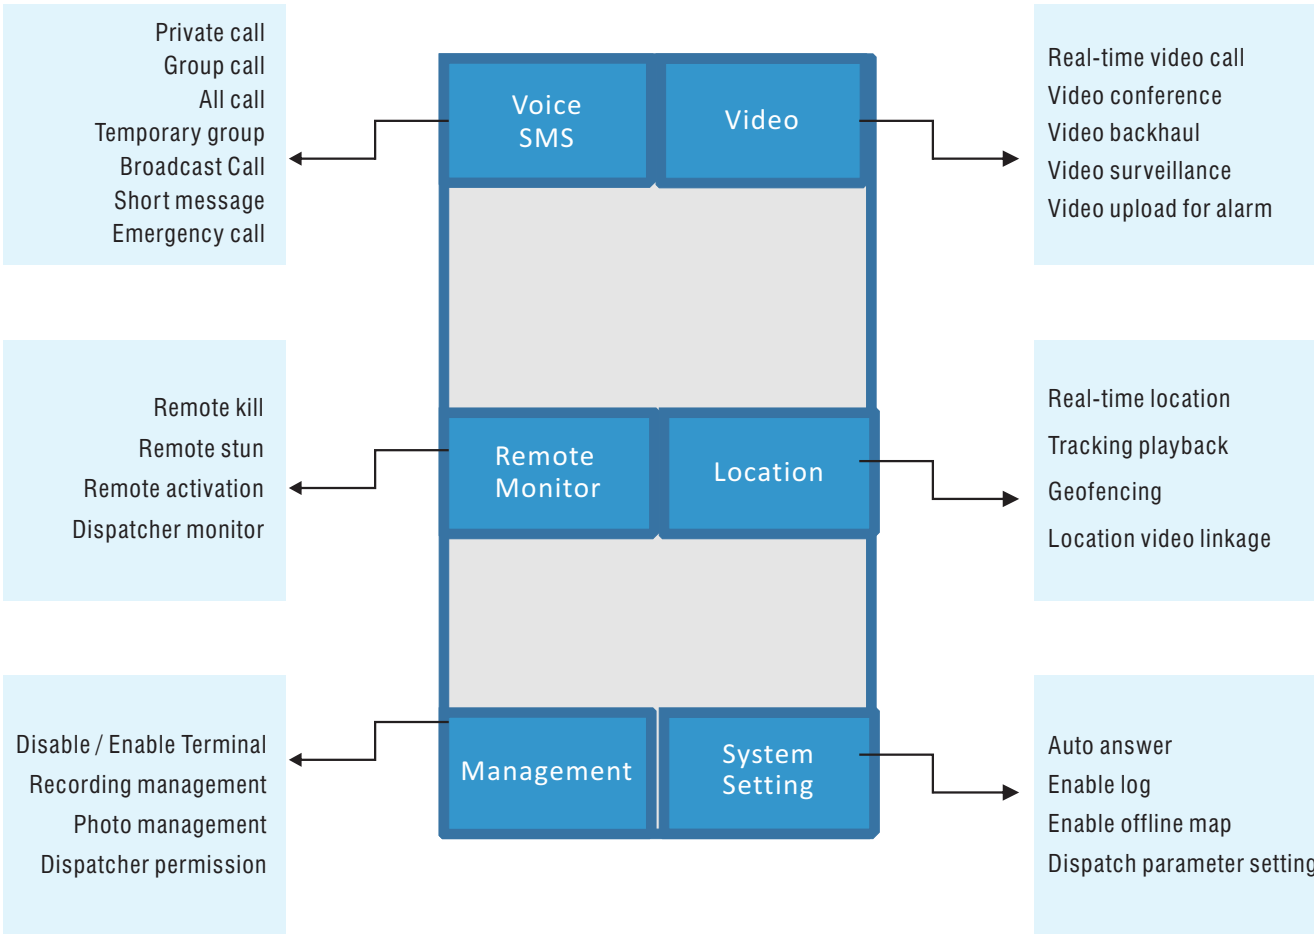 Private call
Group call
All call
Temporary group
Broadcast Call
Short message
Emergency call
Voice
SMS
Video
Real-time video call
Video conference
Video backhaul
Video surveillance
Video upload for alarm
Remote kill
Remote stun
Remote activation
Dispatcher monitor
Remote
Monitor
Location
Real-time location
Tracking playback
Geofencing
Location video linkage
Disable / Enable Terminal
Recording management
Photo management
Dispatcher permission
Management
System
Setting
Auto answer
Enable log
Enable offline map
Dispatch parameter setting